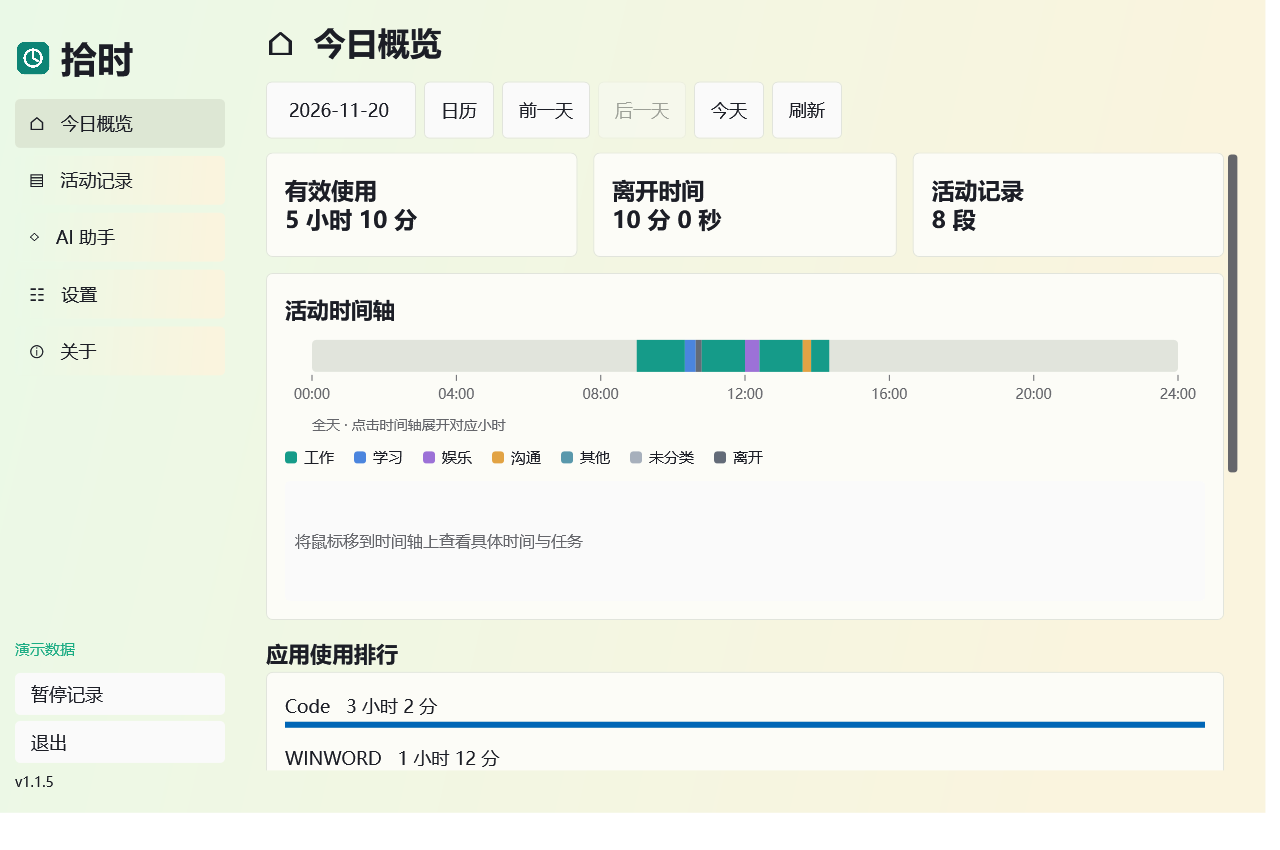 拾时
今日概览
活动记录
AI 助手
设置
关于
演示数据
暂停记录
退出
v1.1.5
今日概览
2026-11-20 日历 前一天 后一天 今天 刷新
有效使用
5 小时 10 分
离开时间
10 分 0 秒
活动记录
8 段
活动时间轴
00:00 04:00 08:00 12:00 16:00 20:00 24:00
全天 · 点击时间轴展开对应小时
工作 学习 娱乐 沟通 其他 未分类 离开
将鼠标移到时间轴上查看具体时间与任务
应用使用排行
Code 3 小时 2 分
WINWORD 1 小时 12 分